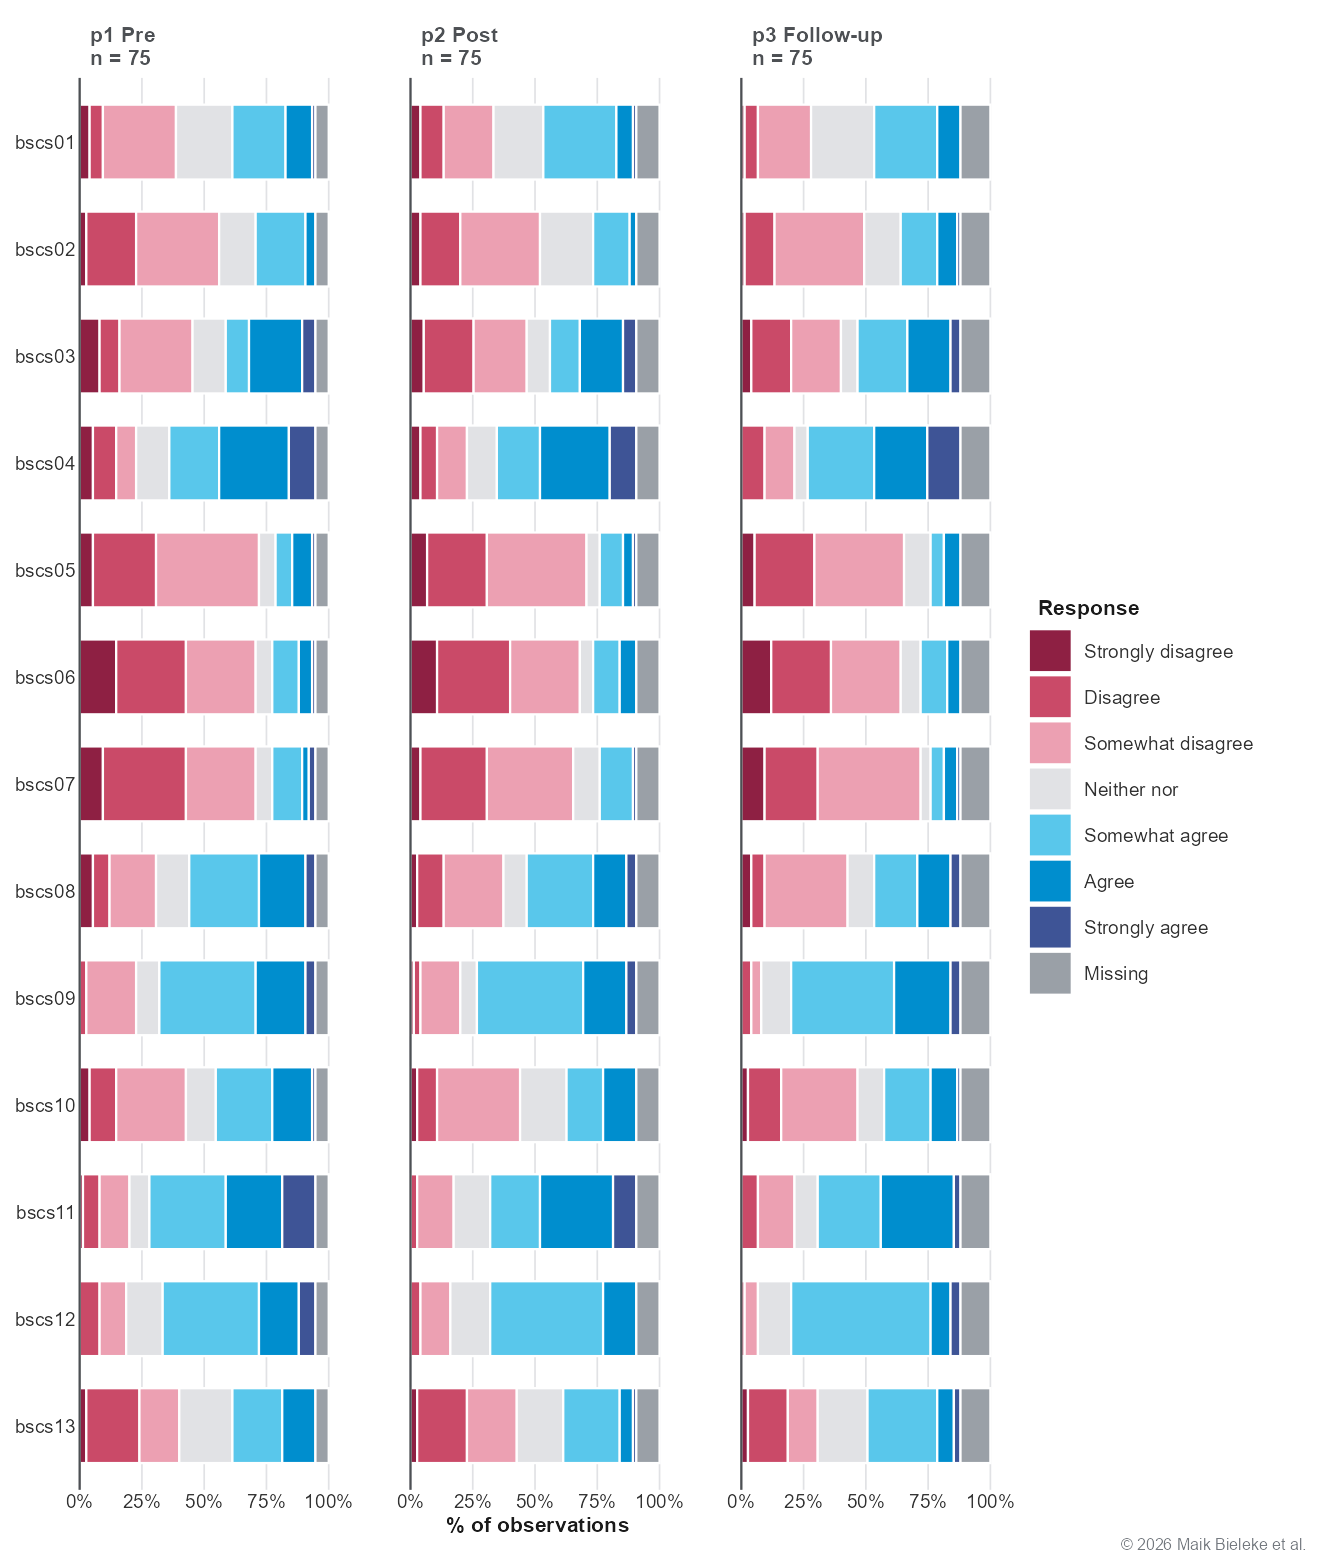 p1 Pre
n = 75
p2 Post
n = 75
p3 Follow-up
n = 75
bscs01
bscs02
bscs03
bscs04
bscs05
bscs06
bscs07
bscs08
bscs09
bscs10
bscs11
bscs12
bscs13
0% 25% 50% 75% 100%
0% 25% 50% 75% 100%
0% 25% 50% 75% 100%
% of observations
Response
Strongly disagree
Disagree
Somewhat disagree
Neither nor
Somewhat agree
Agree
Strongly agree
Missing
© 2026 Maik Bieleke et al.